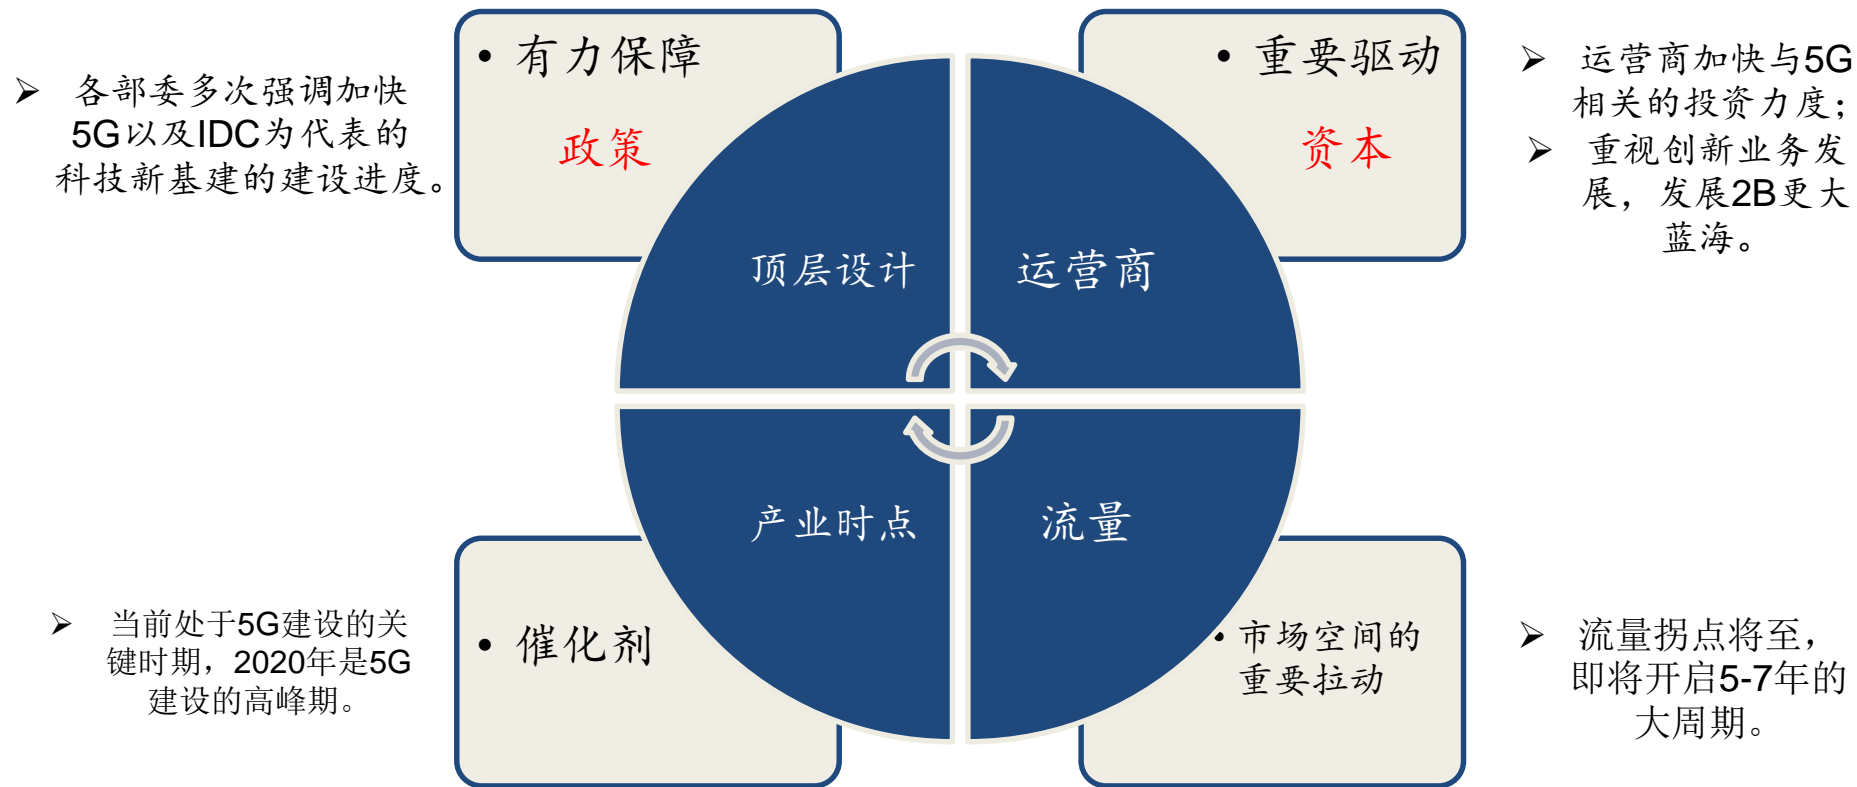 ➢ 各部委多次强调加快
5G以及IDC为代表的
科技新基建的建设进度。
• 有力保障
政策
• 重要驱动
资本
➢ 运营商加快与5G
相关的投资力度；
➢ 重视创新业务发
展，发展2B更大
蓝海。
顶层设计
运营商
产业时点
流量
➢ 当前处于5G建设的关
键时期，2020年是5G
建设的高峰期。
• 催化剂
• 市场空间的
重要拉动
➢ 流量拐点将至，
即将开启5-7年的
大周期。